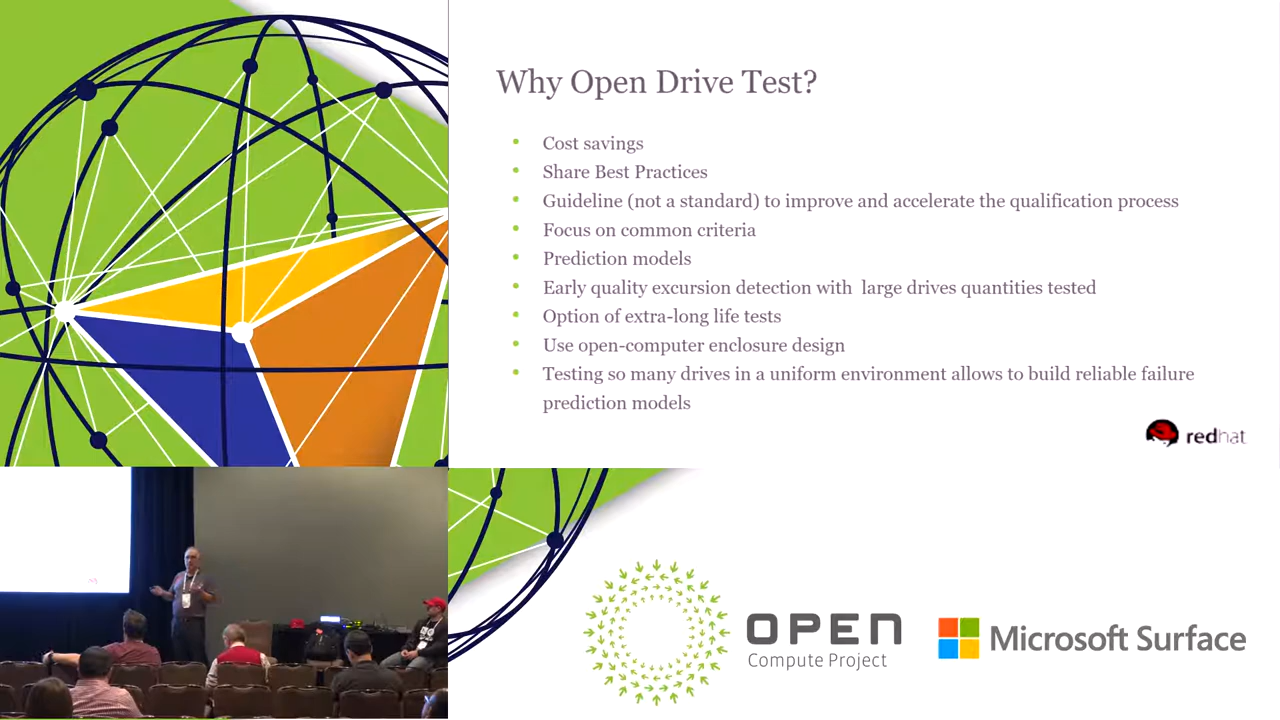 Why Open Drive Test?
Cost savings
Share Best Practices
Guideline (not a standard) to improve and accelerate the qualification process
Focus on common criteria
Prediction models
Early quality excursion detection with  large drives quantities tested
Option of extra-long life tests
Use open-computer enclosure design
Testing so many drives in a uniform environment allows to build reliable failure
prediction models
redhat
OPEN
Compute Project
Microsoft Surface